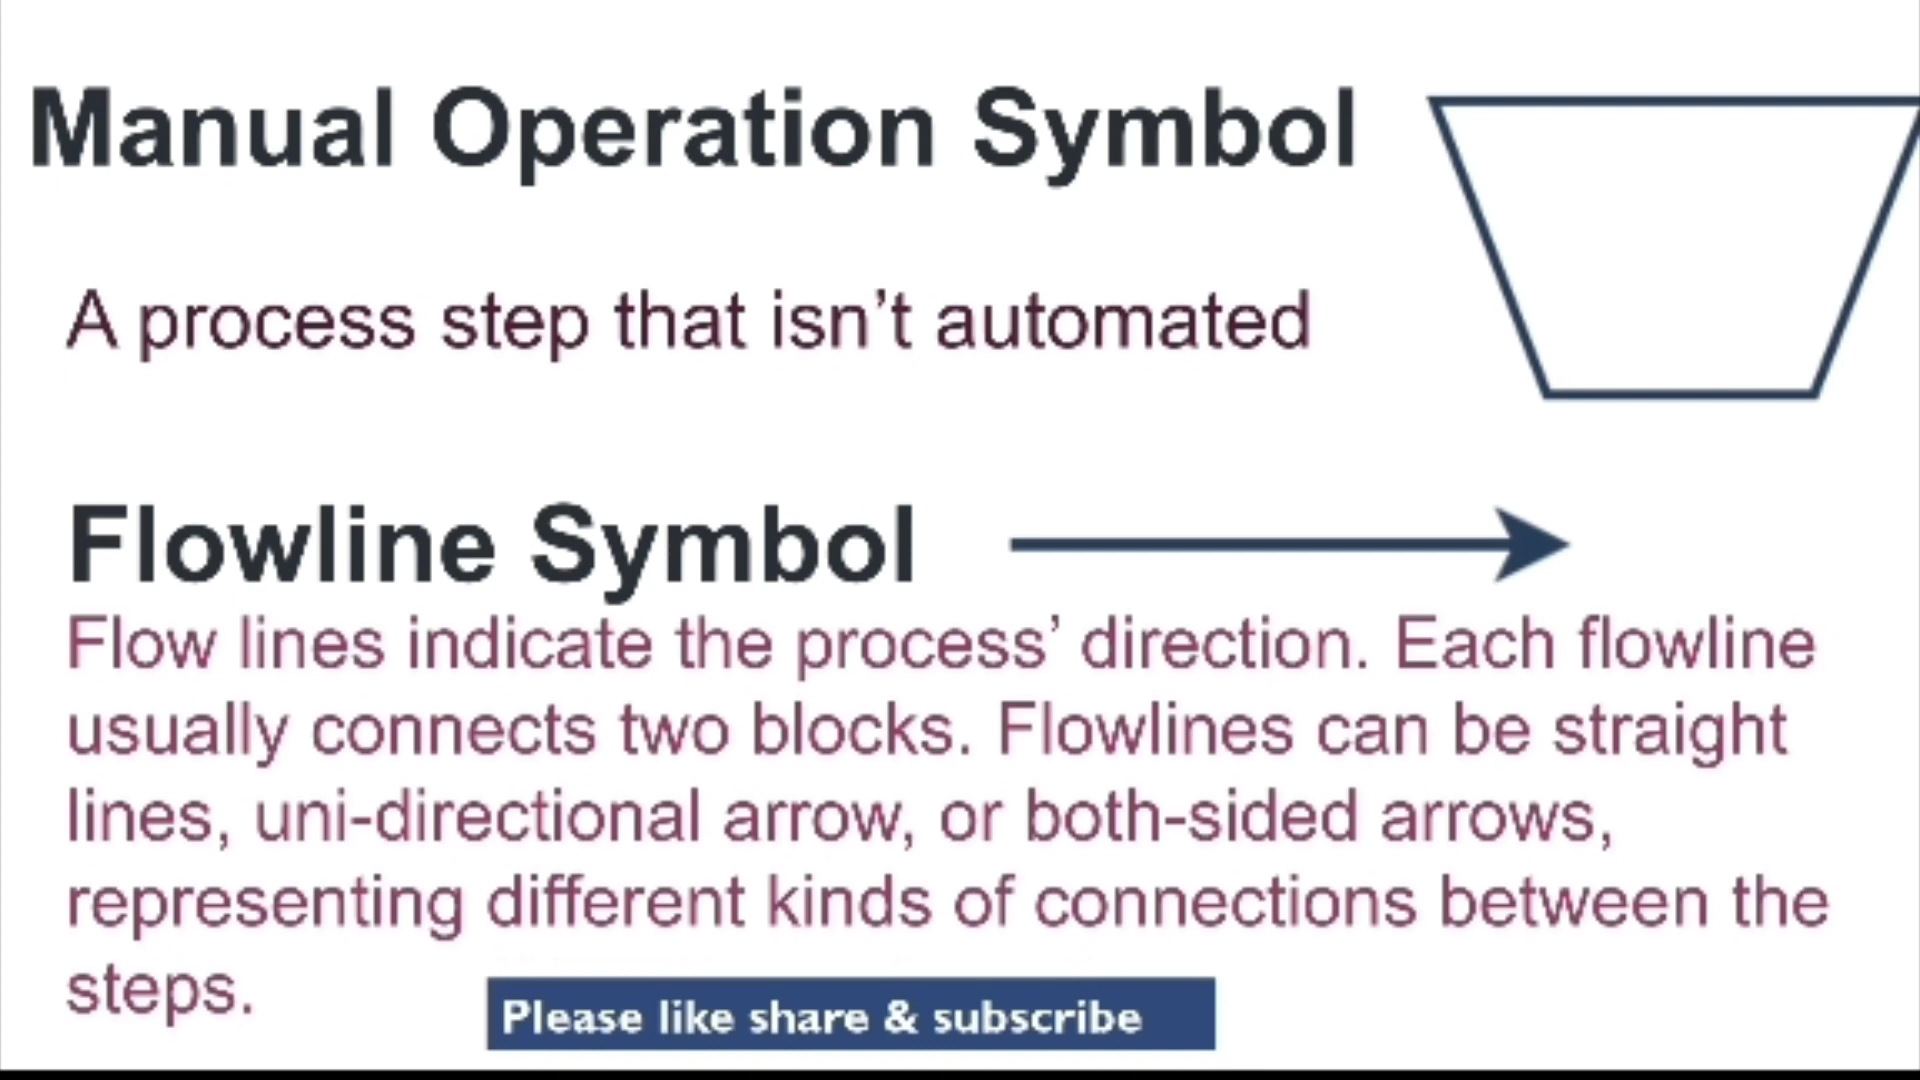 Manual Operation Symbol
A process step that isn’t automated
Flowline Symbol
Flow lines indicate the process’ direction. Each flowline
usually connects two blocks. Flowlines can be straight
lines, uni-directional arrow, or both-sided arrows,
representing different kinds of connections between the
steps.
Please like share & subscribe